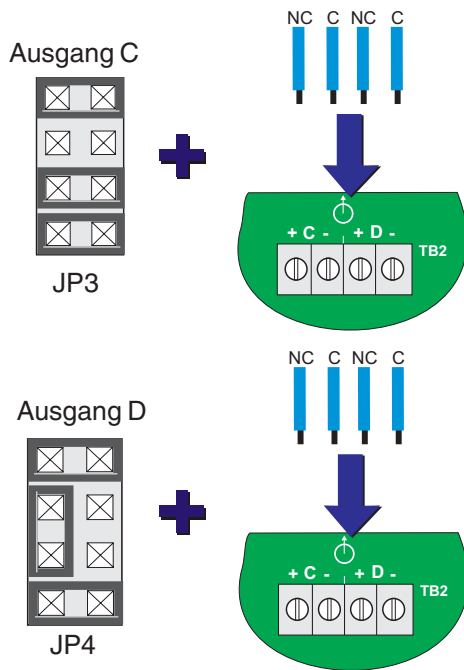 NC C NC C
Ausgang C
+ C - + D -
TB2
JP3
NC C NC C
Ausgang D
+ C - + D -
TB2
JP4